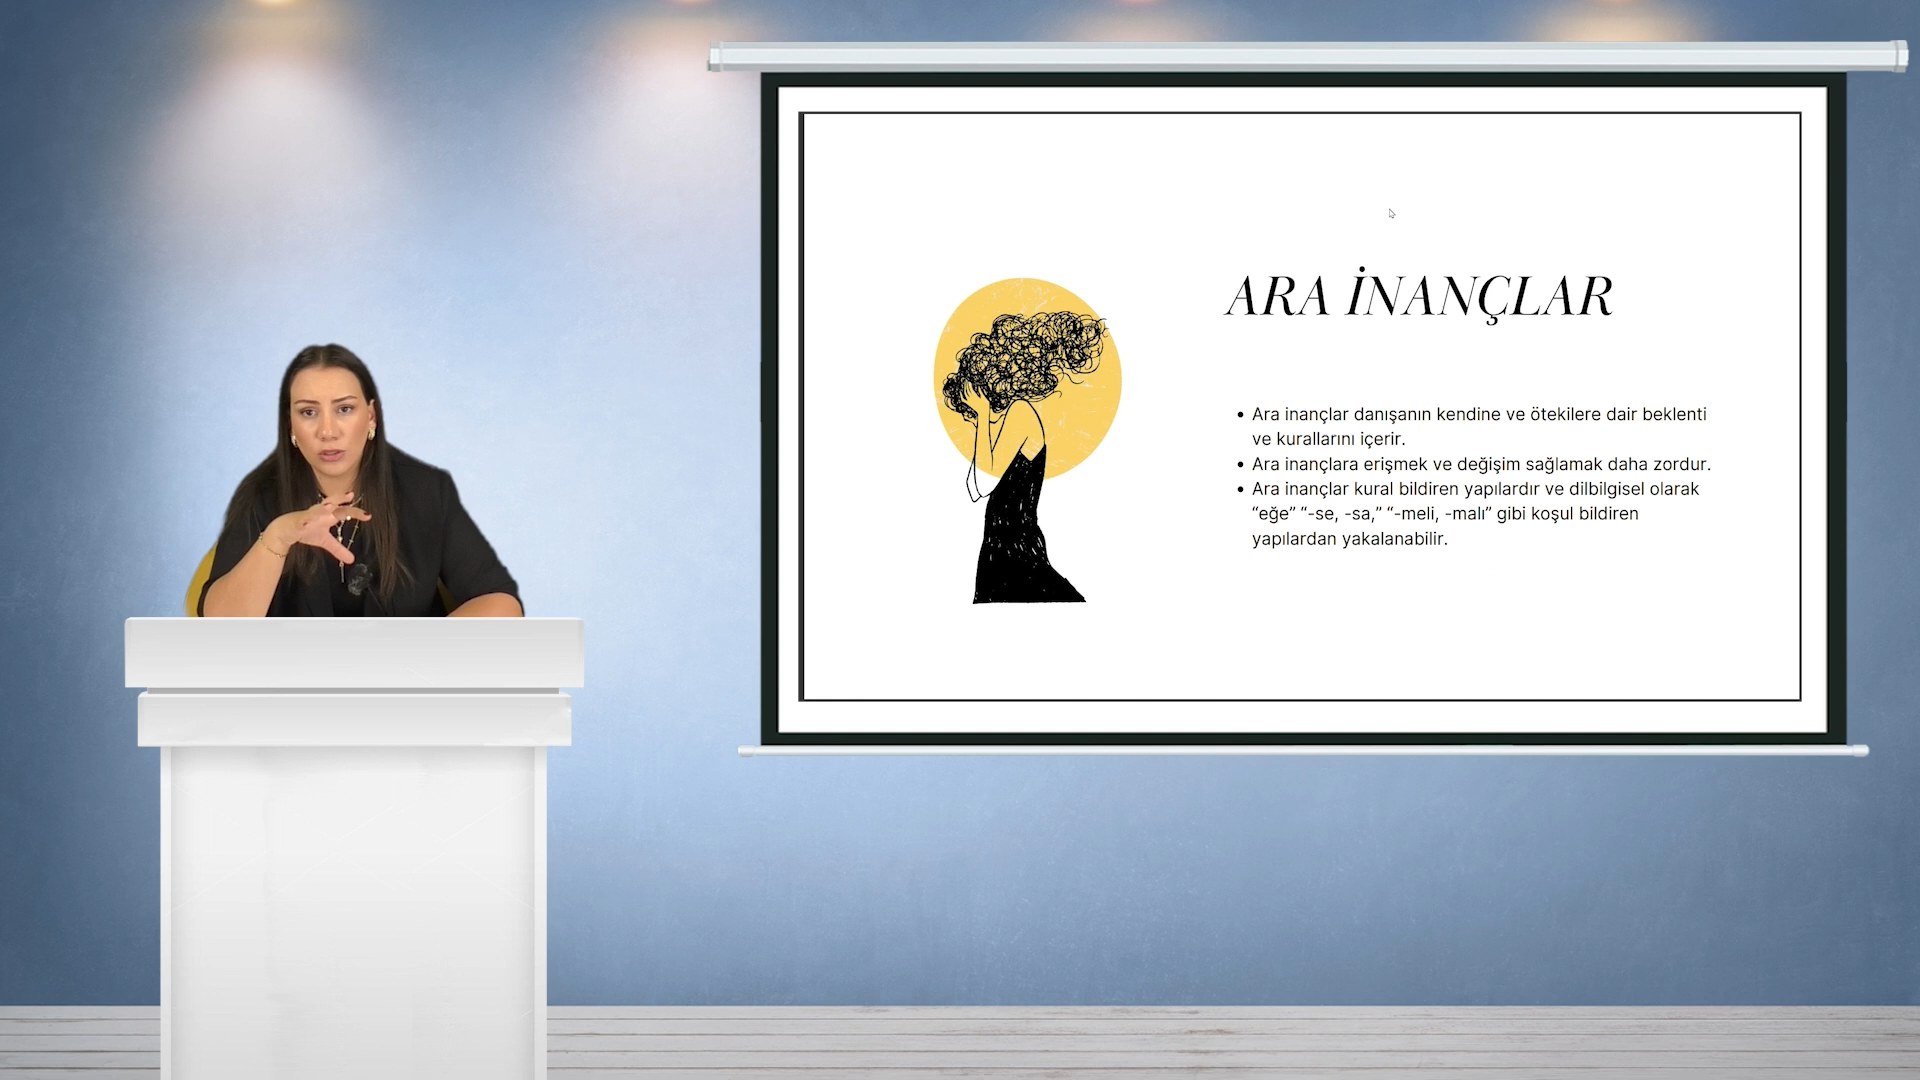 ARA İNANÇLAR
• Ara inançlar danışanın kendine ve ötekilere dair beklenti
ve kurallarını içerir.
• Ara inançlara erişmek ve değişim sağlamak daha zordur.
• Ara inançlar kural bildiren yapılardır ve dilbilgisel olarak
“eğe” “-se, -sa,” “-meli, -malı” gibi koşul bildiren
yapılardan yakalanabilir.